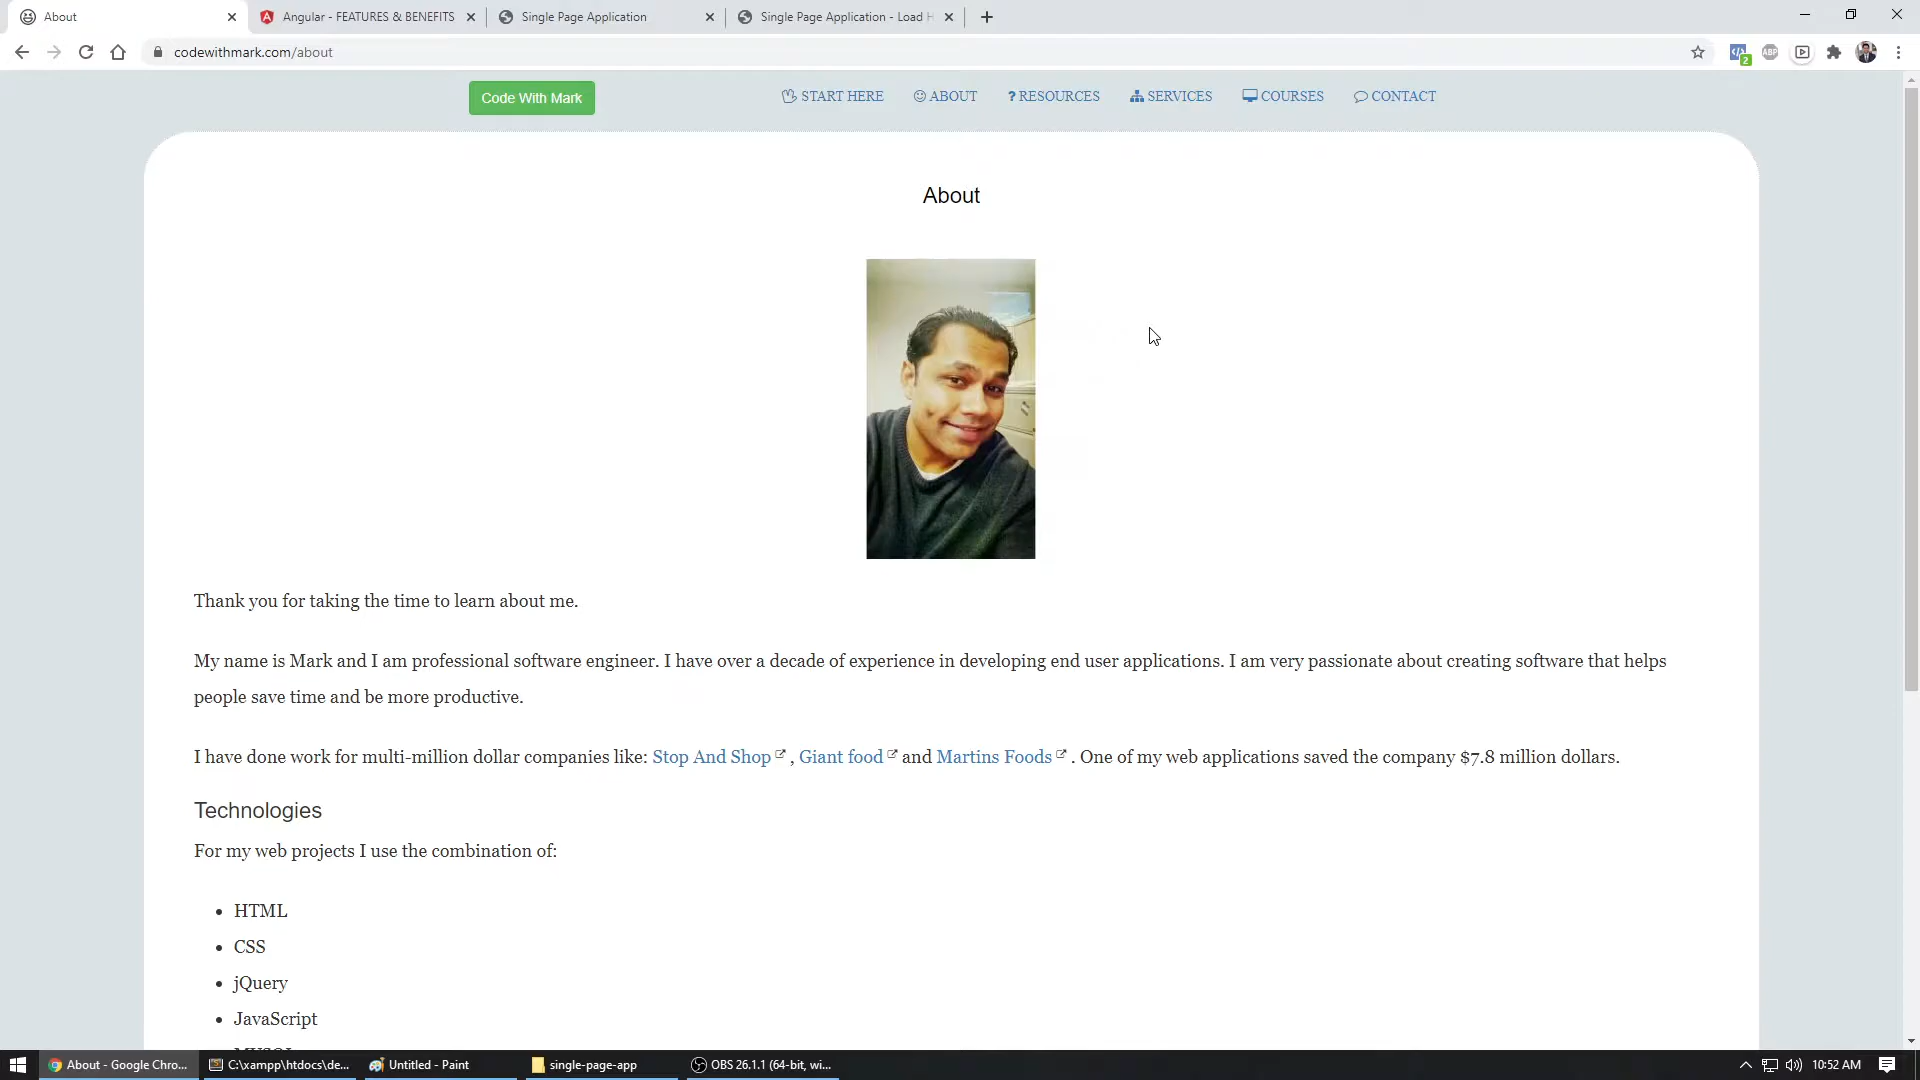 About
Angular - FEATURES & BENEFITS
Single Page Application
Single Page Application - Load H
codewithmark.com/about
ABP
2
Code With Mark
START HERE
ABOUT
? RESOURCES
SERVICES
COURSES
CONTACT
About
Thank you for taking the time to learn about me.
My name is Mark and I am professional software engineer. I have over a decade of experience in developing end user applications. I am very passionate about creating software that helps
people save time and be more productive.
I have done work for multi-million dollar companies like: Stop And Shop , Giant food and Martins Foods . One of my web applications saved the company $7.8 million dollars.
Technologies
For my web projects I use the combination of:
• HTML
• CSS
• jQuery
• JavaScript
About - Google Chro...
C:\xampp\htdocs\de...
Untitled - Paint
single-page-app
OBS 26.1.1 (64-bit, wi...
10:52 AM